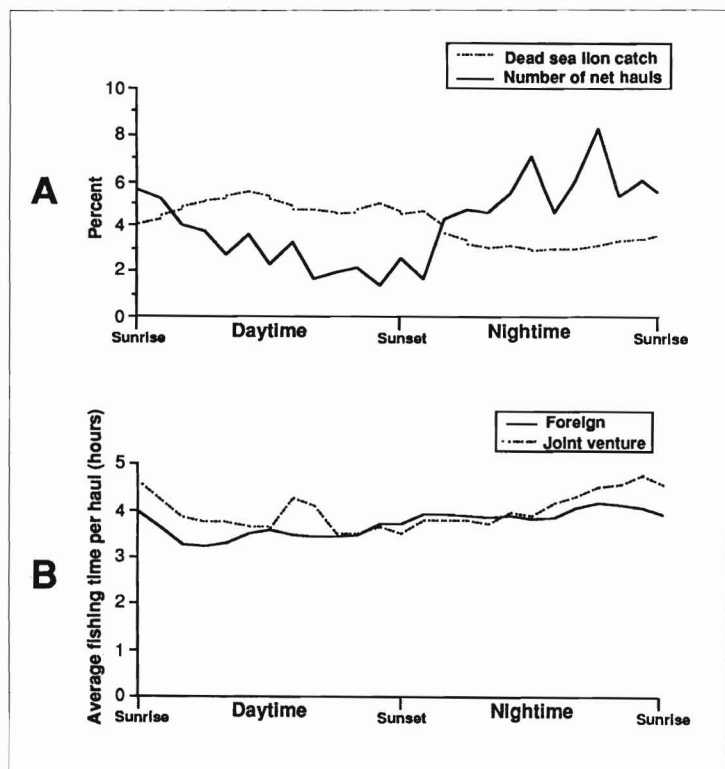 Dead sea lion catch
Number of net hauls
A
Percent
10
8
6
4
2
0
Sunrise
Daytime
Sunset
Nightime
Sunrise
Foreign
Joint venture
B
Average fishing time per haul (hours)
5
4
3
2
1
0
Sunrise
Daytime
Sunset
Nightime
Sunrise